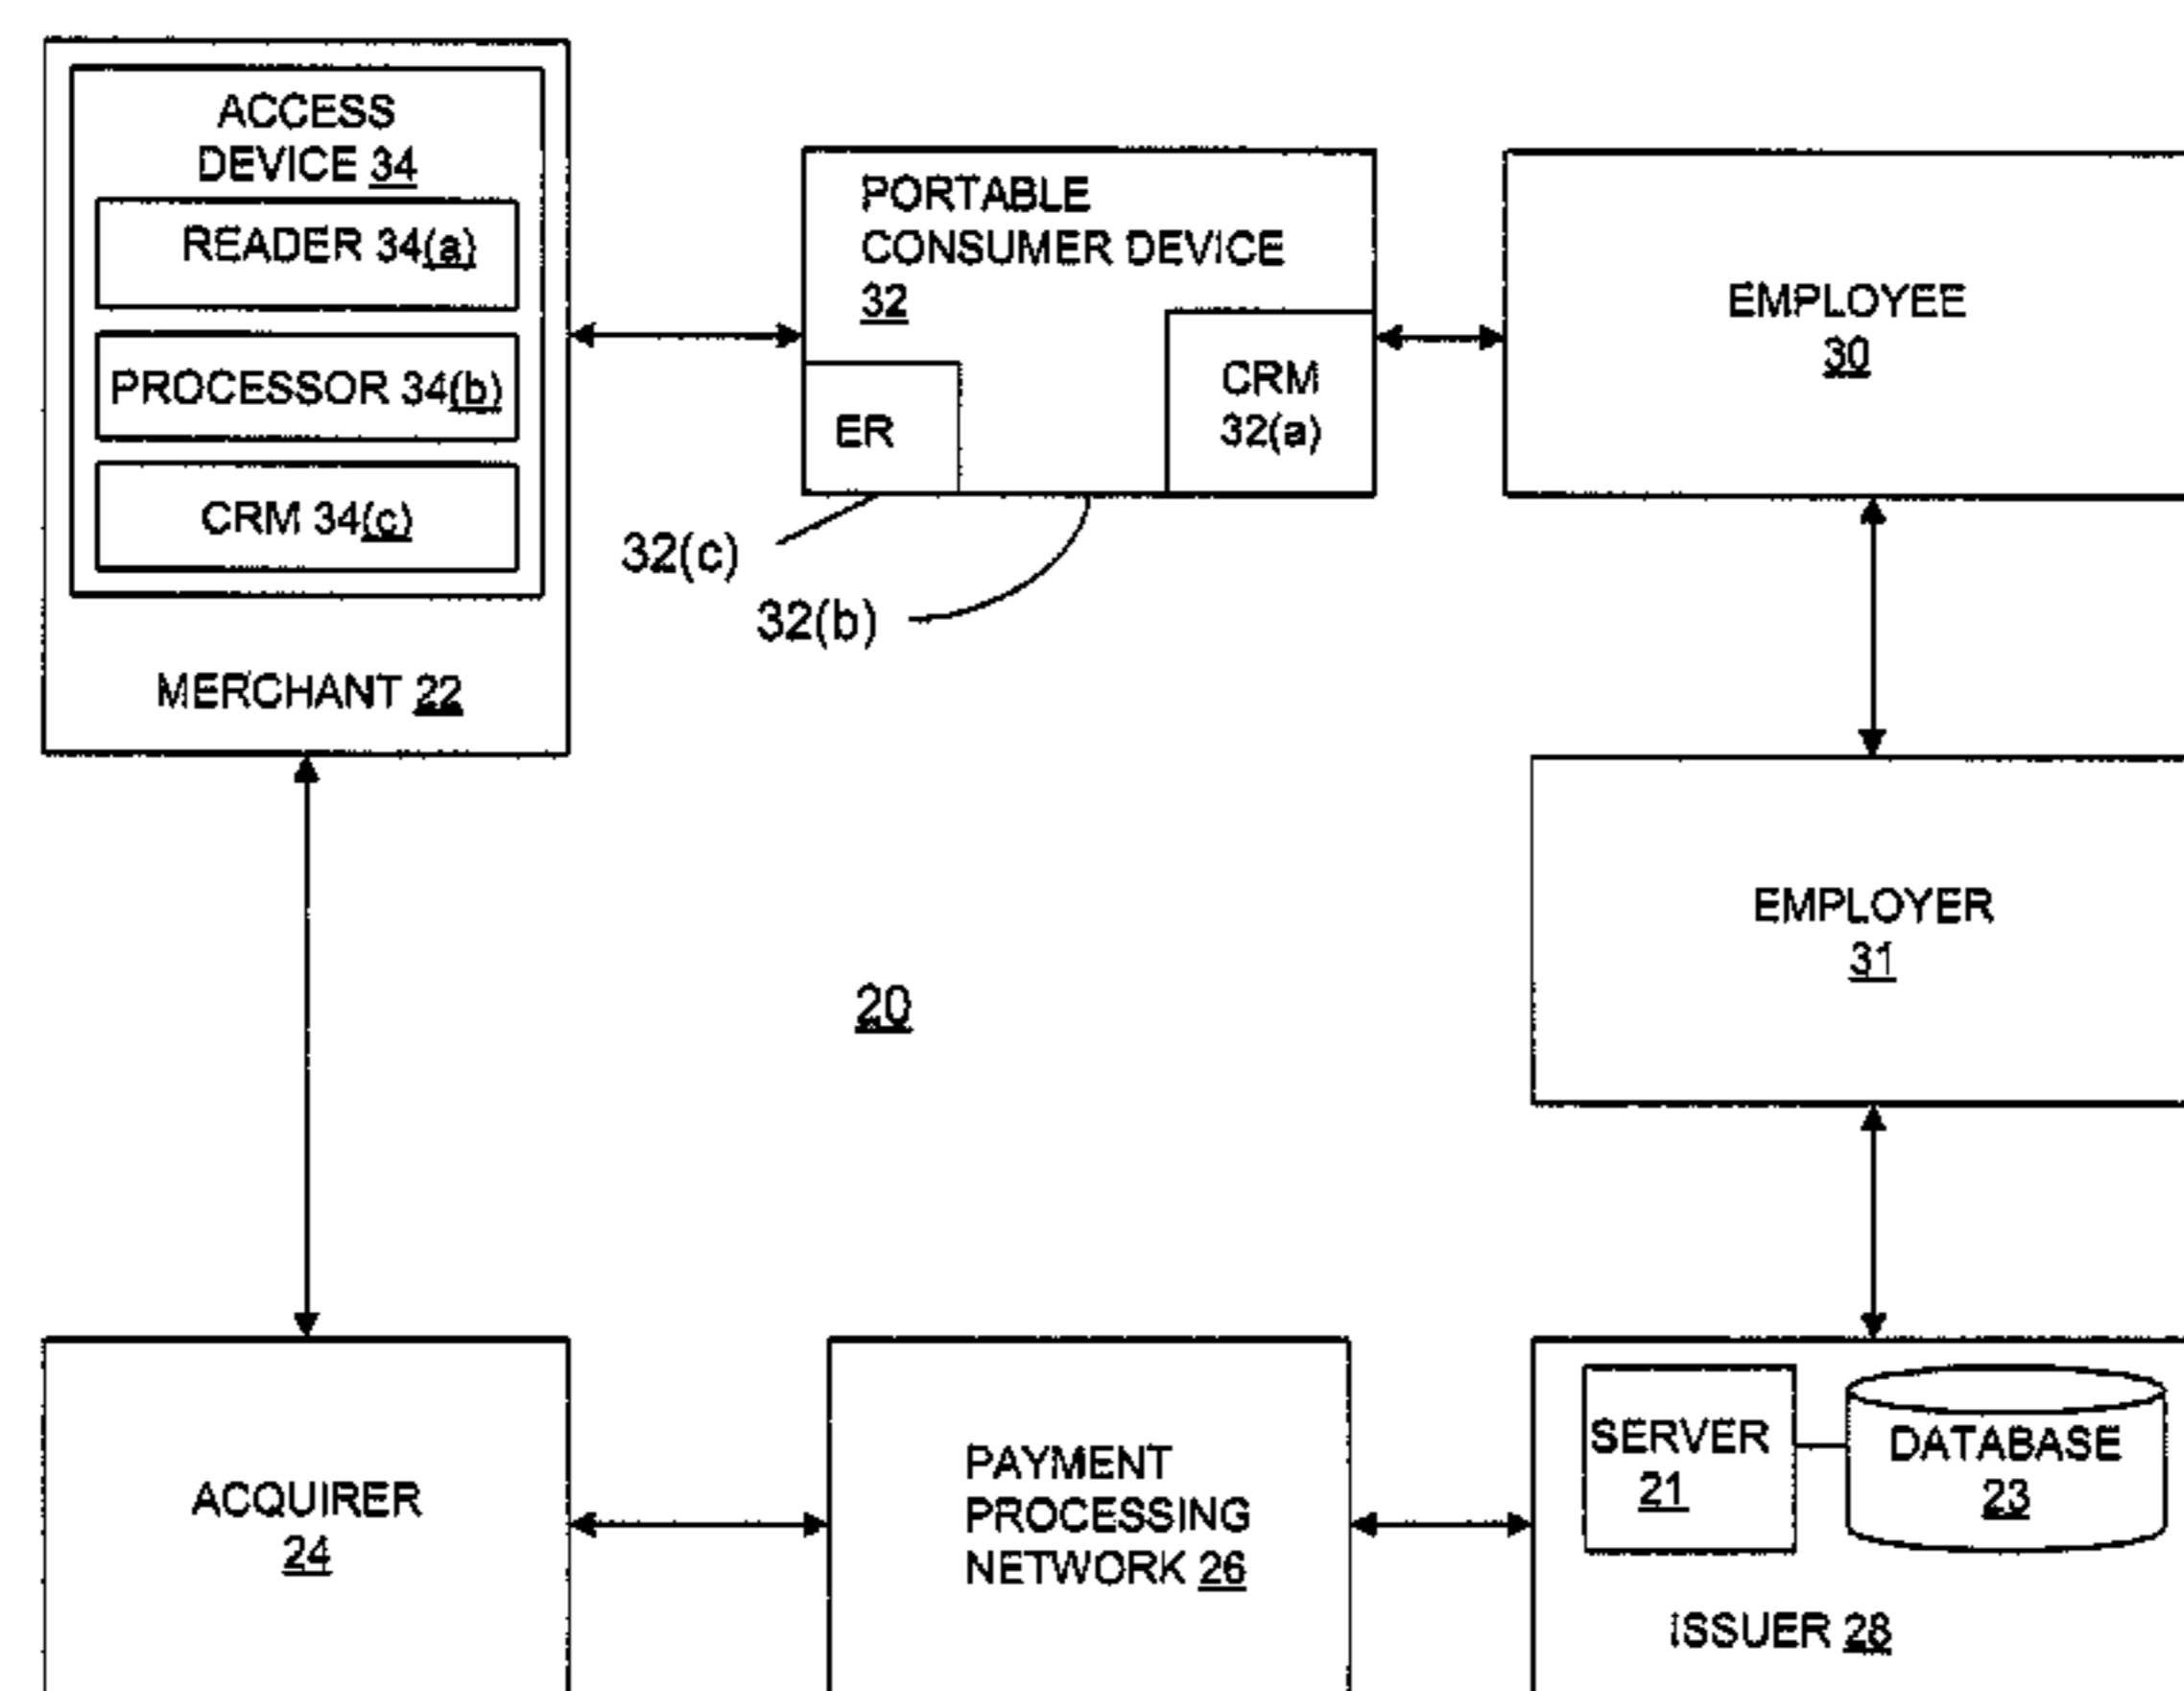 ACCESS
DEVICE 34
READER 34(a)
PROCESSOR 34(b)
CRM 34(c)
MERCHANT 22
PORTABLE
CONSUMER DEVICE
32
ER
CRM
32(a)
32(c)
32(b)
EMPLOYEE
30
EMPLOYER
31
20
ACQUIRER
24
PAYMENT
PROCESSING
NETWORK 26
SERVER
21
DATABASE
23
ISSUER 28